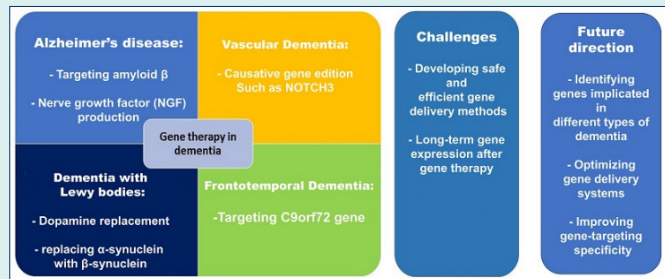 Alzheimer's disease:
- Targeting amyloid β
- Nerve growth factor (NGF)
production
Vascular Dementia:
- Causative gene edition
Such as NOTCH3
Gene therapy in
dementia
Dementia with
Lewy bodies:
- Dopamine replacement
- replacing α-synuclein
with β-synuclein
Frontotemporal Dementia:
-Targeting C9orf72 gene
Challenges
- Developing safe
and
efficient gene
delivery methods
- Long-term gene
expression after
gene therapy
Future
direction
- Identifying
genes implicated
in
different types of
dementia
- Optimizing
gene delivery
systems
- Improving
gene-targeting
specificity